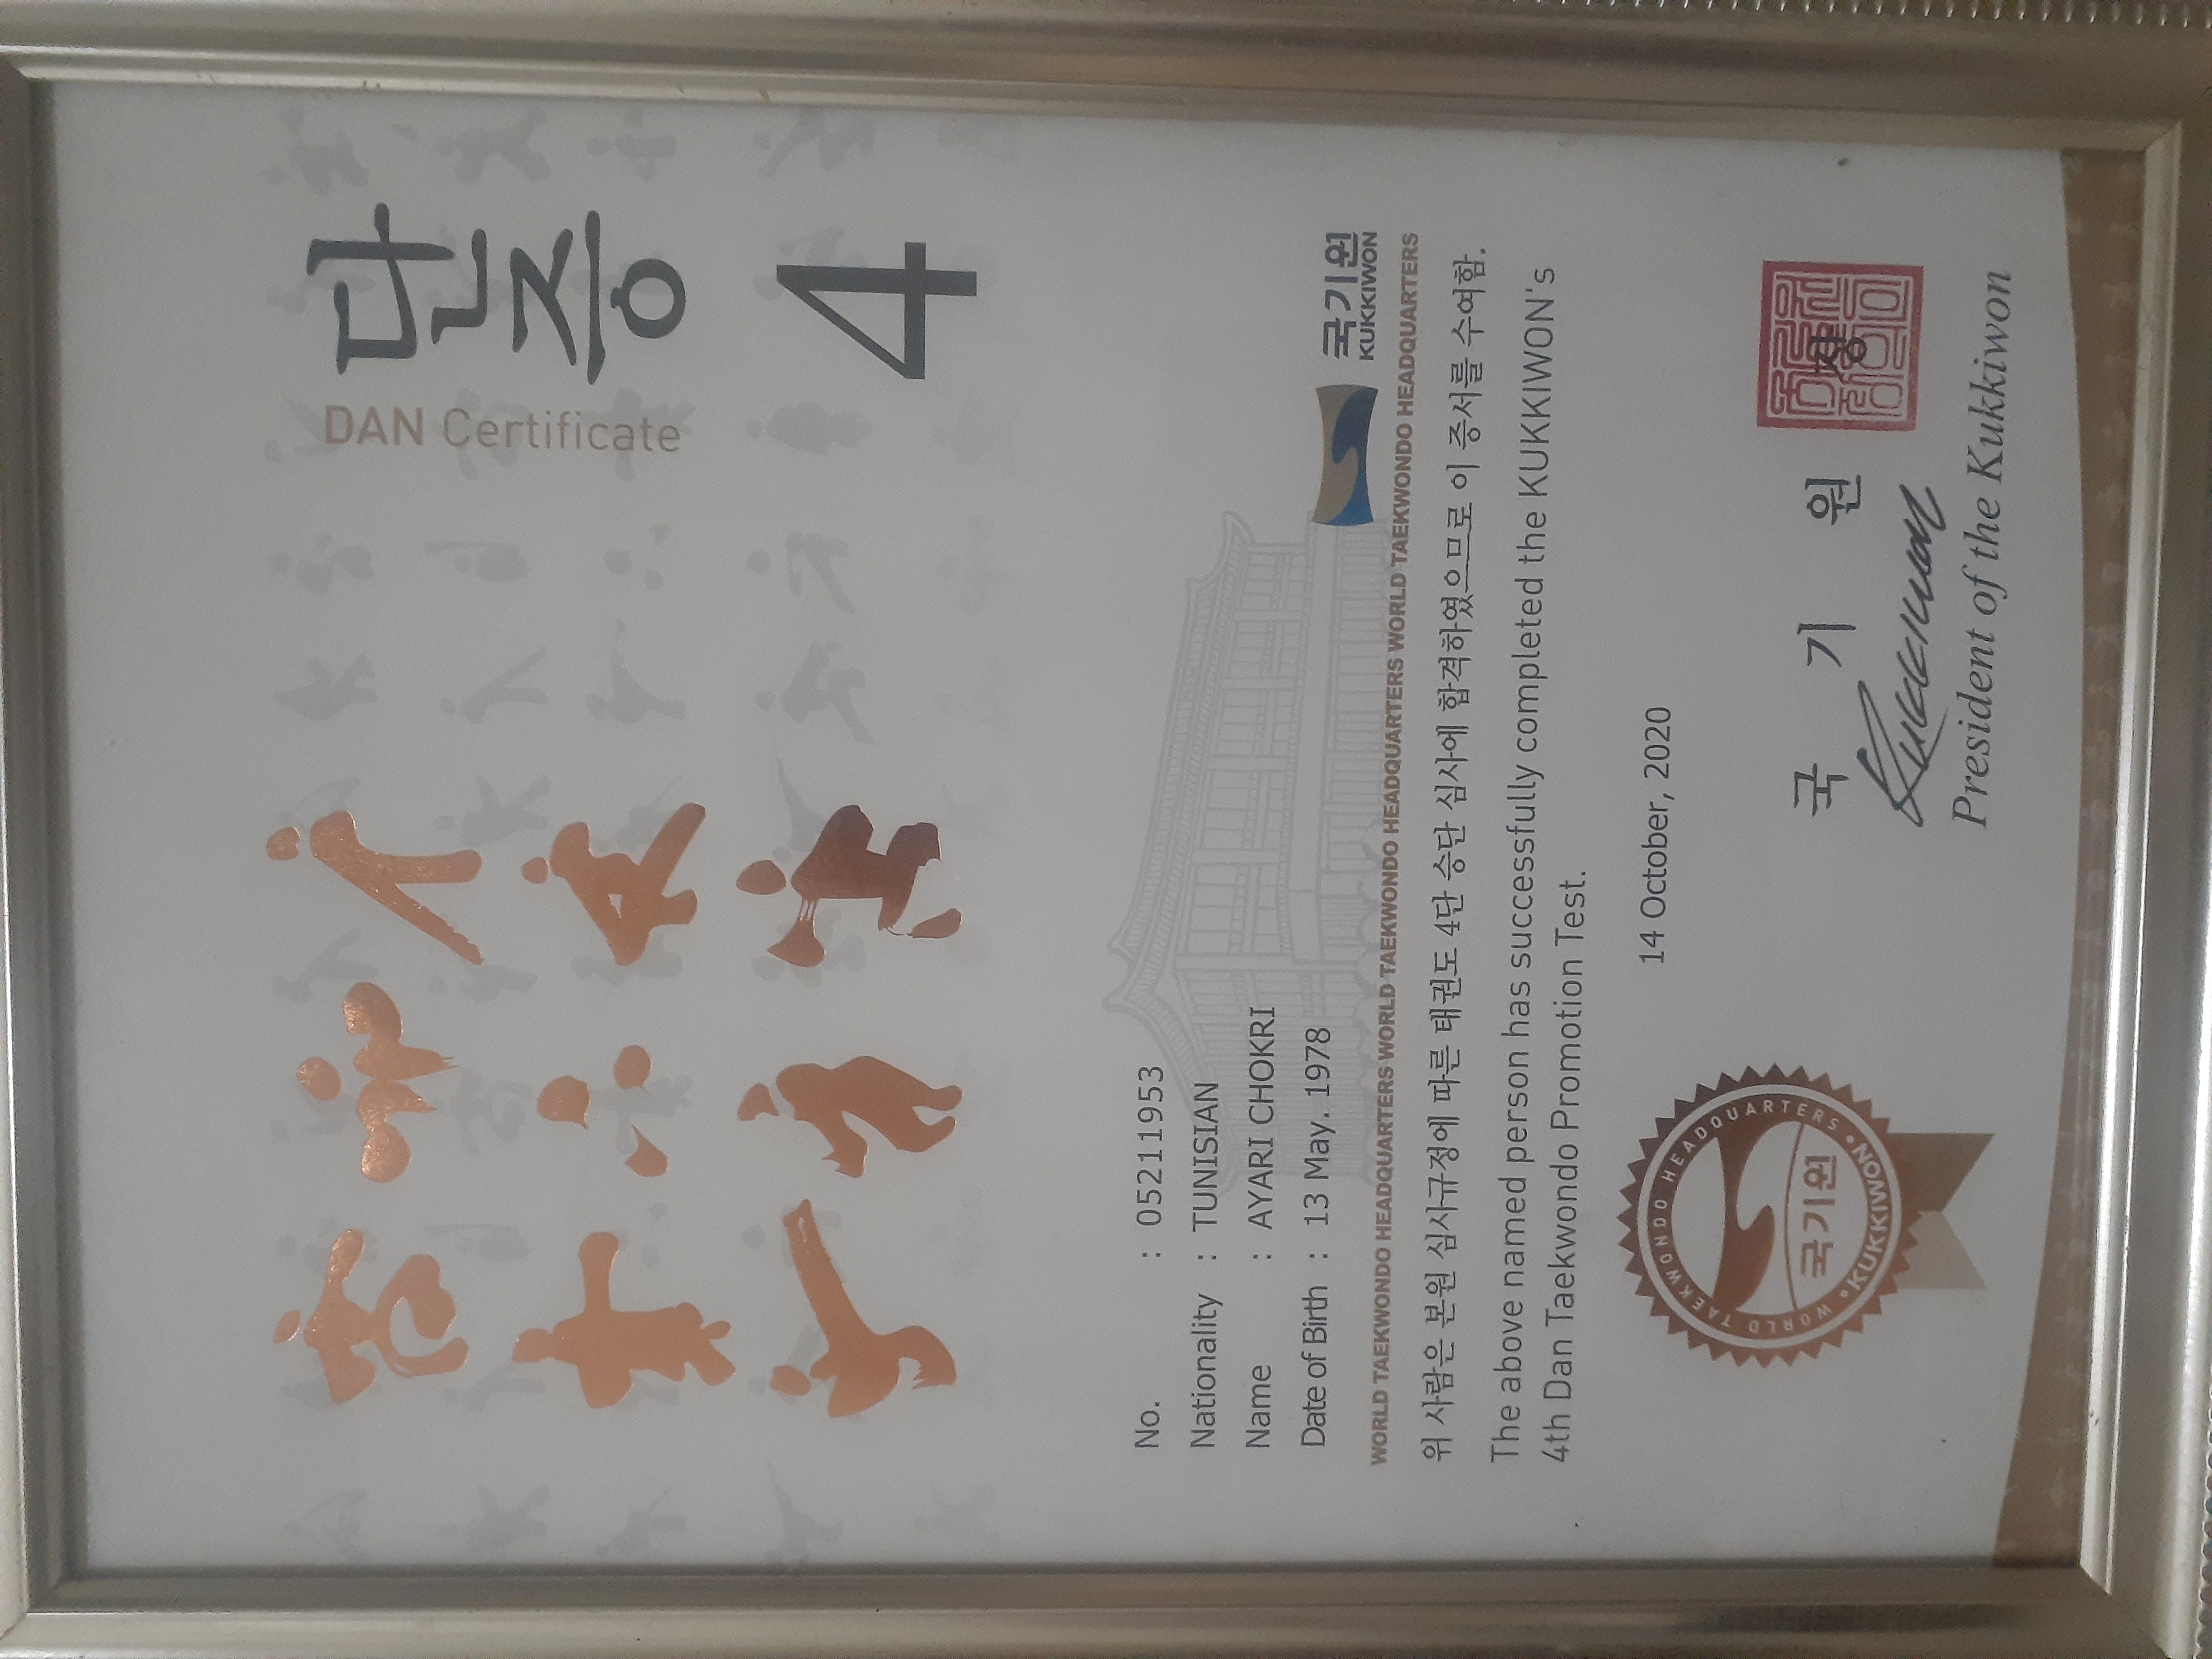 단증
DAN Certificate
4
No. : 05211953
Nationality : TUNISIAN
Name : AYARI CHOKRI
Date of Birth : 13 May. 1978
국기원
KUKKIWON
WORLD TAEKWONDO HEADQUARTERS WORLD TAEKWONDO HEADQUARTERS WORLD TAEKWONDO HEADQUARTERS WORLD TAEKWONDO HEADQUARTERS
위 사람은 본원 심사규정에 따른 태권도 4단 승단 심사에 합격하였으므로 이 증서를 수여함.
The above named person has successfully completed the KUKKIWON's
4th Dan Taekwondo Promotion Test.
14 October, 2020
WORLD TAEKWONDO HEADQUARTERS
국기원
KUKKIWON
국 기 원 장
President of the Kukkiwon